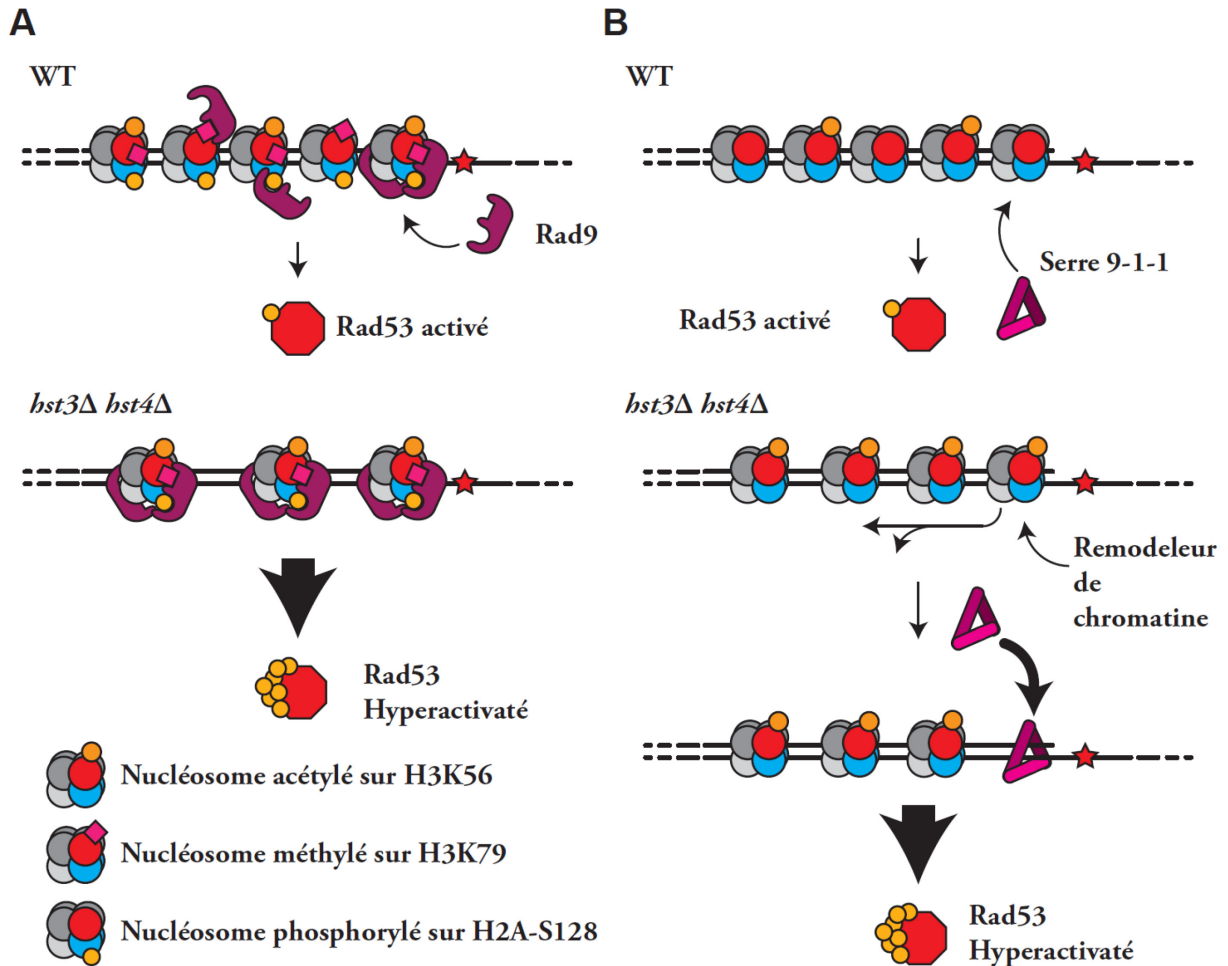 A
WT
Rad9
Rad53 activé
hst3Δ hst4Δ
Rad53
Hyperactivaté
Nucléosome acétylé sur H3K56
Nucléosome méthylé sur H3K79
Nucléosome phosphorylé sur H2A-S128
B
WT
Serre 9-1-1
Rad53 activé
hst3Δ hst4Δ
Remodeleur
de
chromatine
Rad53
Hyperactivaté